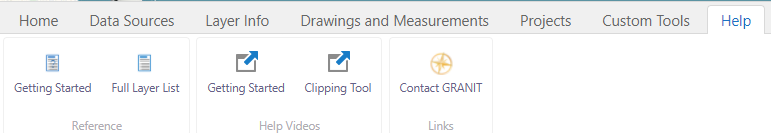 Home Data Sources Layer Info Drawings and Measurements Projects Custom Tools Help
Getting Started Full Layer List Getting Started Clipping Tool Contact GRANIT
Reference Help Videos Links